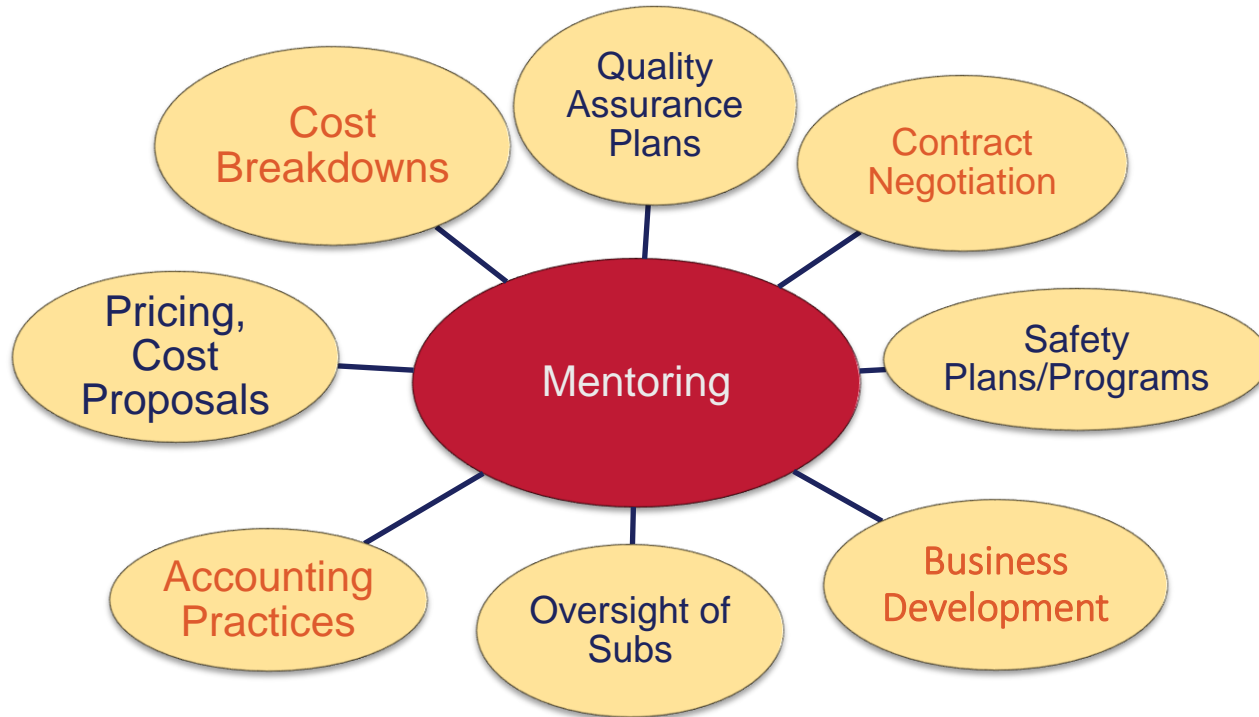 Quality
Assurance
Plans
Cost
Breakdowns
Contract
Negotiation
Pricing,
Cost
Proposals
Mentoring
Safety
Plans/Programs
Accounting
Practices
Oversight of
Subs
Business
Development